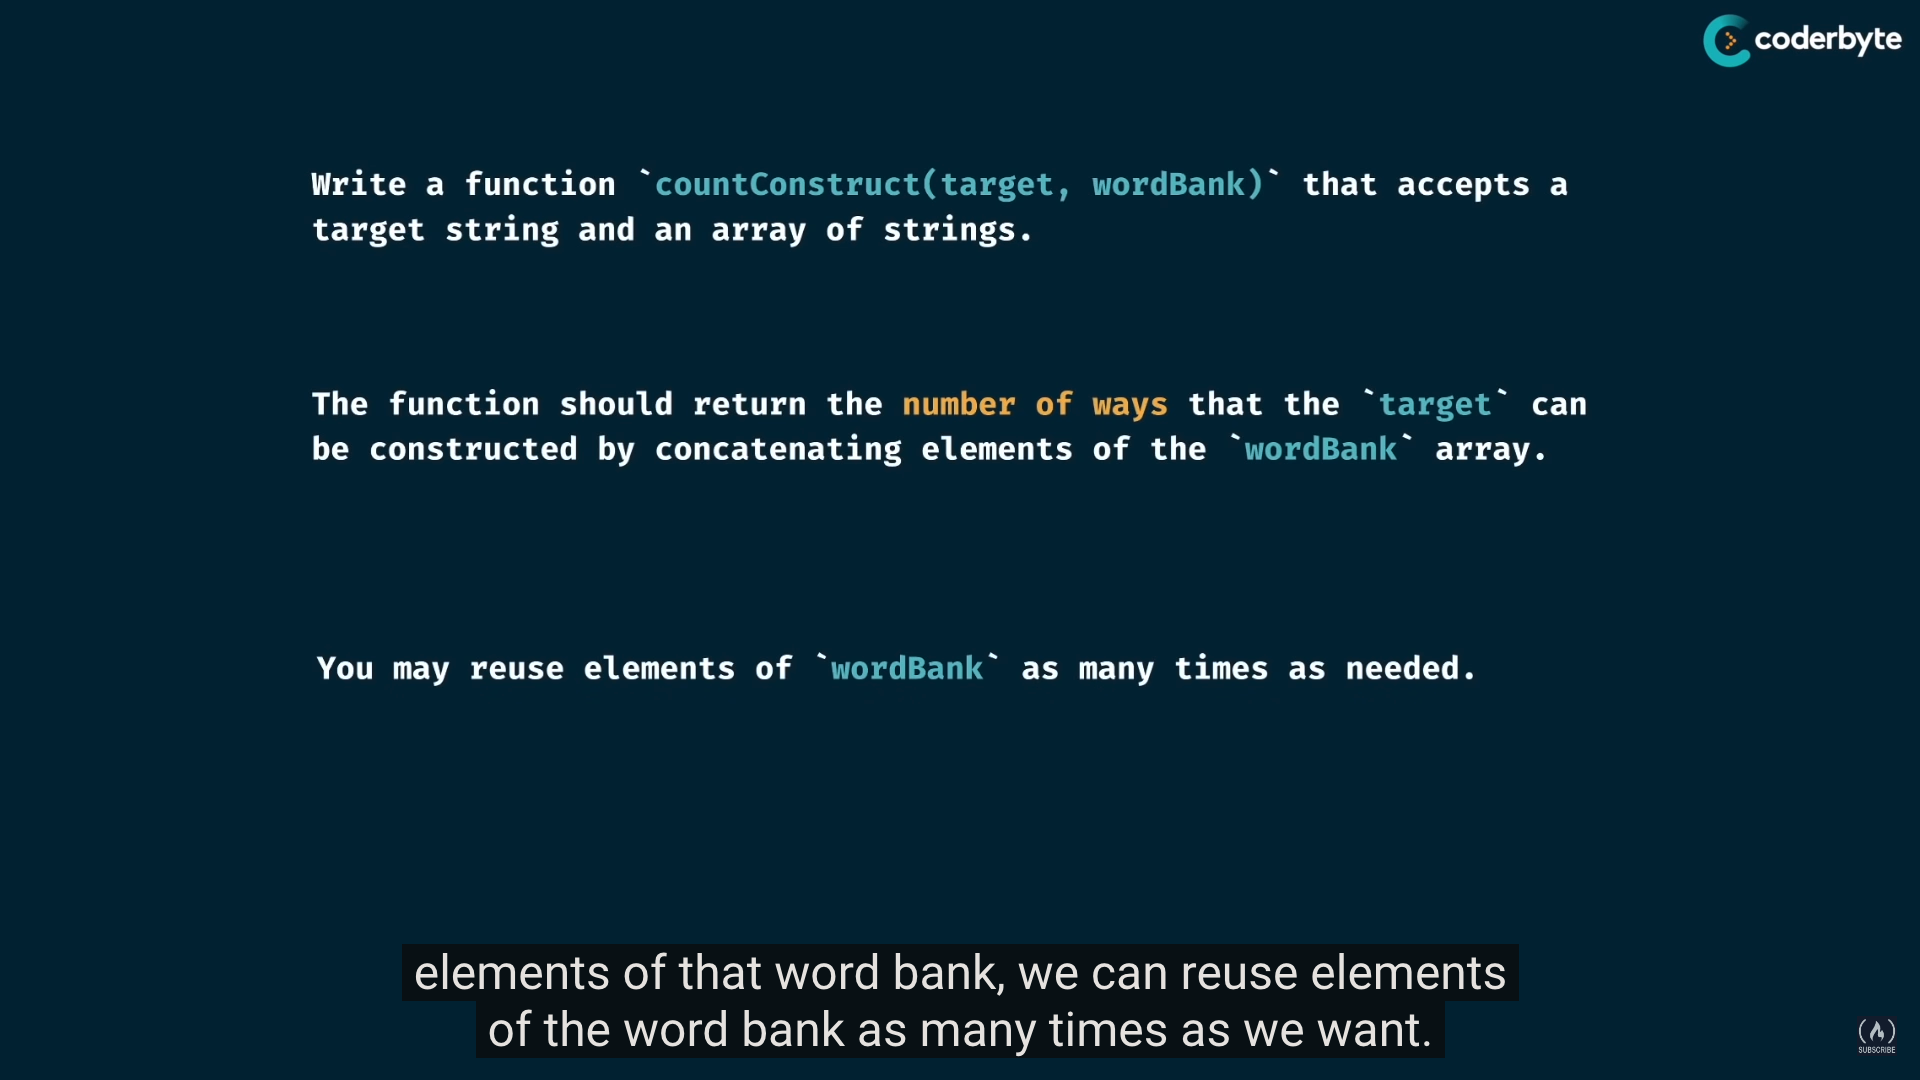 coderbyte
Write a function `countConstruct(target, wordBank)` that accepts a
target string and an array of strings.
The function should return the number of ways that the `target` can
be constructed by concatenating elements of the `wordBank` array.
You may reuse elements of `wordBank` as many times as needed.
elements of that word bank, we can reuse elements
of the word bank as many times as we want.
SUBSCRIBE